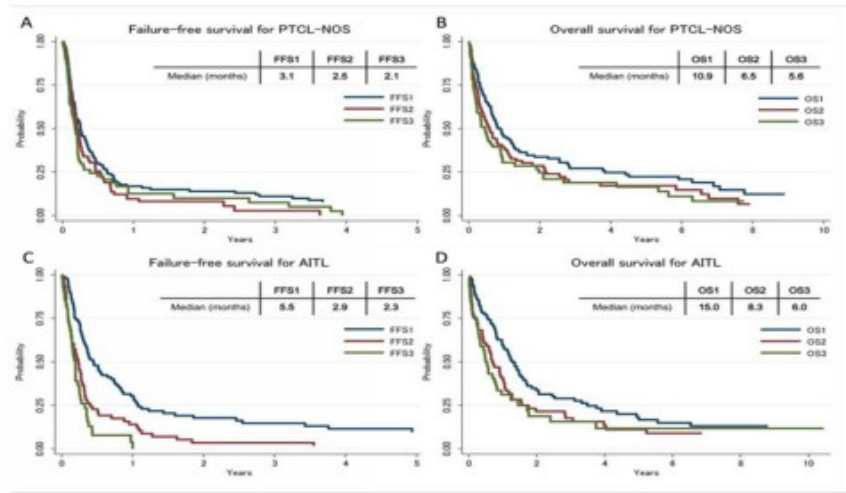 A
Failure-free survival for PTCL-NOS
FFS1 FFS2 FFS3
Median (months) 3.1 2.5 2.1
FFS1
FFS2
FFS3
Probability
1.00
0.75
0.50
0.25
0.00
0 1 2 3 4 5
Years
B
Overall survival for PTCL-NOS
OS1 OS2 OS3
Median (months) 10.9 6.5 5.6
OS1
OS2
OS3
Probability
1.00
0.75
0.50
0.25
0.00
0 2 4 6 8 10
Years
C
Failure-free survival for AITL
FFS1 FFS2 FFS3
Median (months) 5.5 2.9 2.3
FFS1
FFS2
FFS3
Probability
1.00
0.75
0.50
0.25
0.00
0 1 2 3 4 5
Years
D
Overall survival for AITL
OS1 OS2 OS3
Median (months) 15.0 8.3 6.0
OS1
OS2
OS3
Probability
1.00
0.75
0.50
0.25
0.00
0 2 4 6 8 10
Years